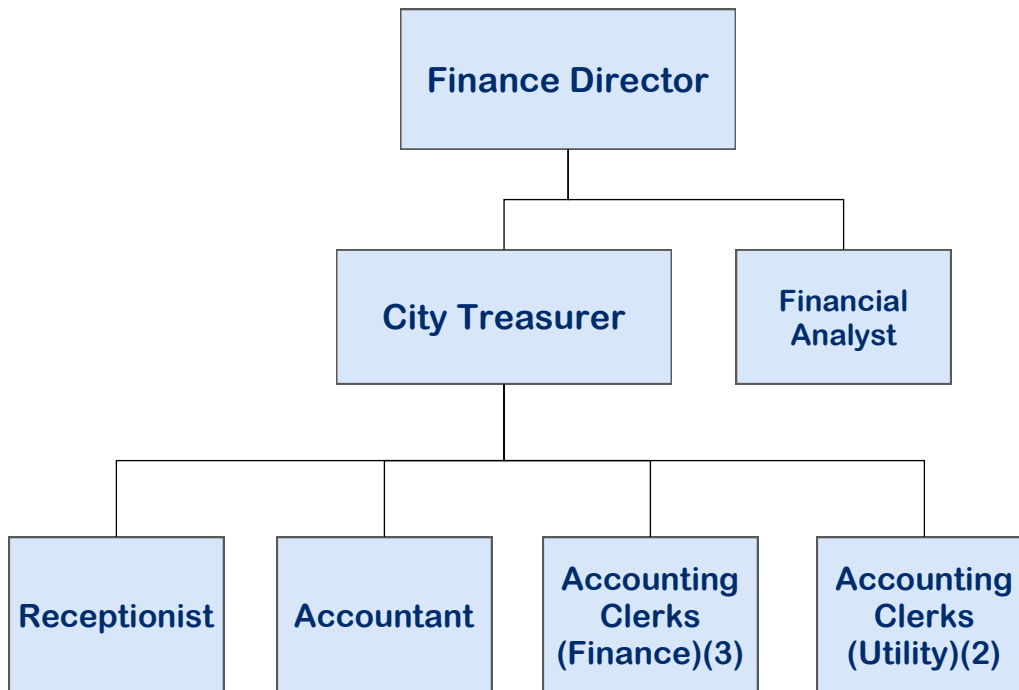 Finance Director
City Treasurer
Financial
Analyst
Receptionist
Accountant
Accounting
Clerks
(Finance)(3)
Accounting
Clerks
(Utility)(2)